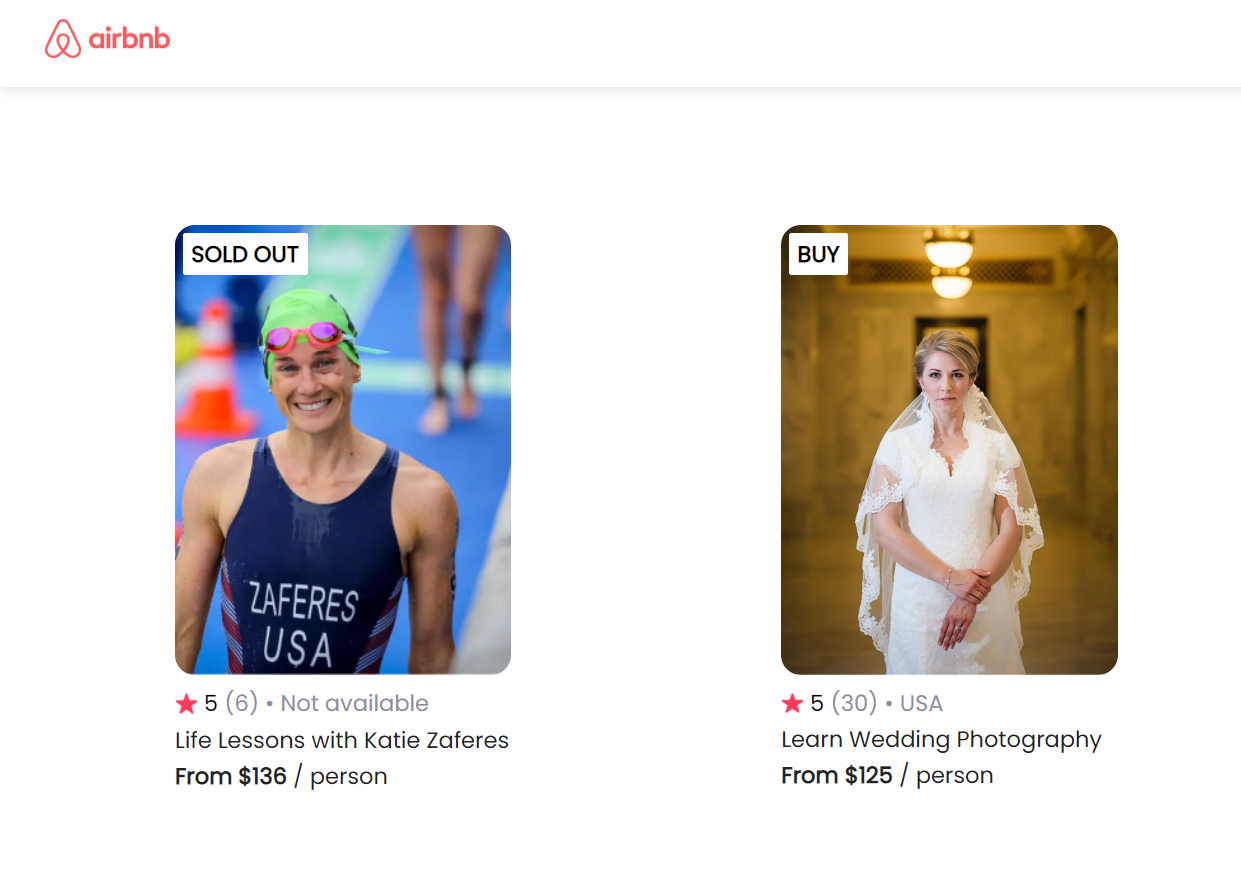 airbnb
SOLD OUT
ZAFERES
USA
5 (6) • Not available
Life Lessons with Katie Zaferes
From $136 / person
BUY
5 (30) • USA
Learn Wedding Photography
From $125 / person